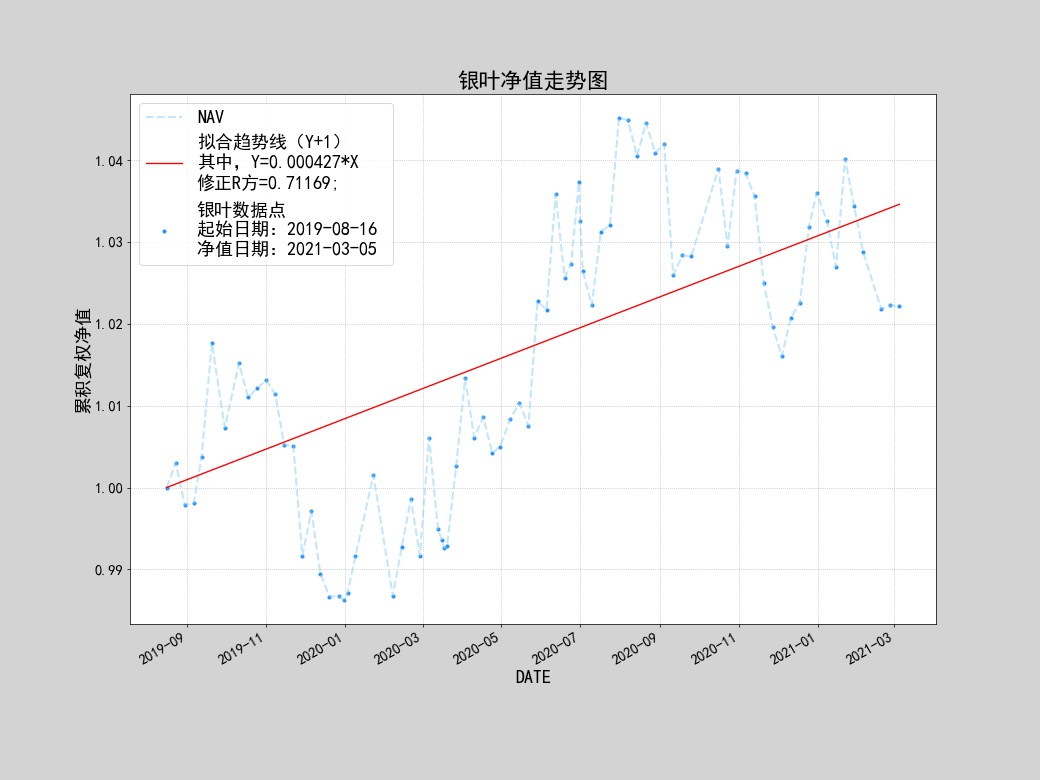 银叶净值走势图
NAV
拟合趋势线（Y+1）
其中，Y=0.000427*X
修正R方=0.71169;
银叶数据点
起始日期：2019-08-16
净值日期：2021-03-05
累积复权净值
1.04
1.03
1.02
1.01
1.00
0.99
2019-09
2019-11
2020-01
2020-03
2020-05
2020-07
2020-09
2020-11
2021-01
2021-03
DATE